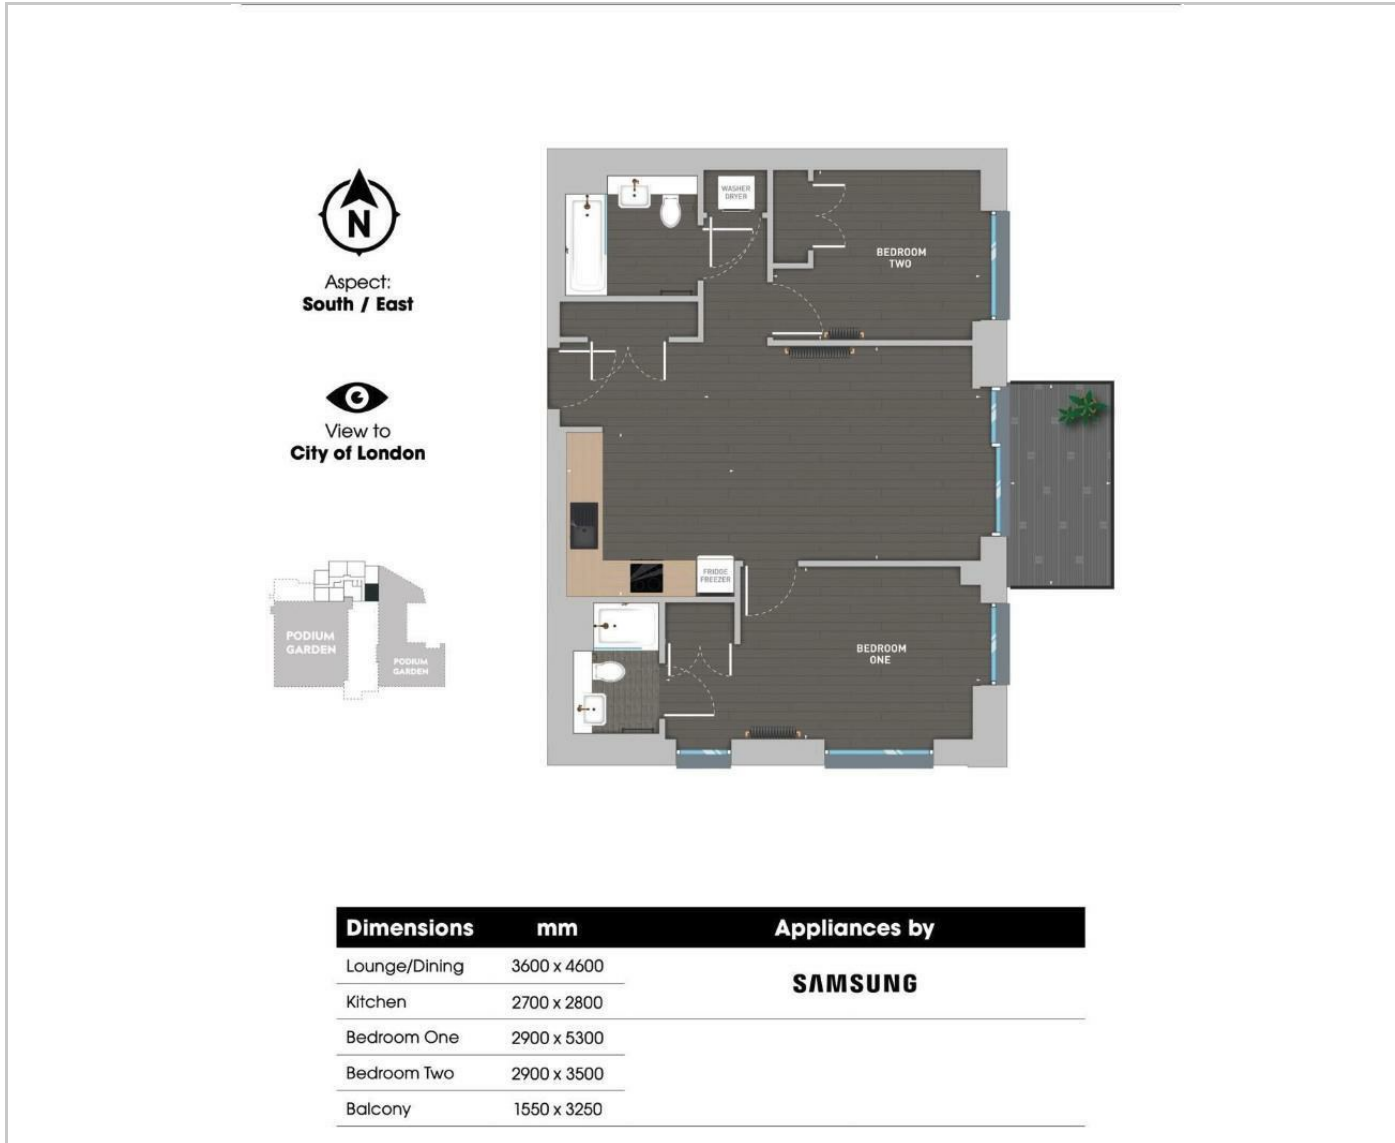 N
Aspect:
South / East
View to
City of London
PODIUM
GARDEN
PODIUM
GARDEN
WASHER
DRYER
BEDROOM
TWO
FRIDGE
FREEZER
BEDROOM
ONE
Dimensions mm Appliances by
Lounge/Dining 3600 x 4600
SAMSUNG
Kitchen 2700 x 2800
Bedroom One 2900 x 5300
Bedroom Two 2900 x 3500
Balcony 1550 x 3250